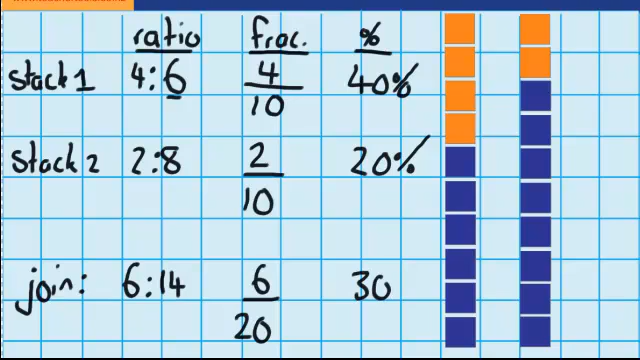 ratio frac. %
stack 1 4:6 4/10 40%
stack 2 2:8 2/10 20%
join: 6:14 6/20 30